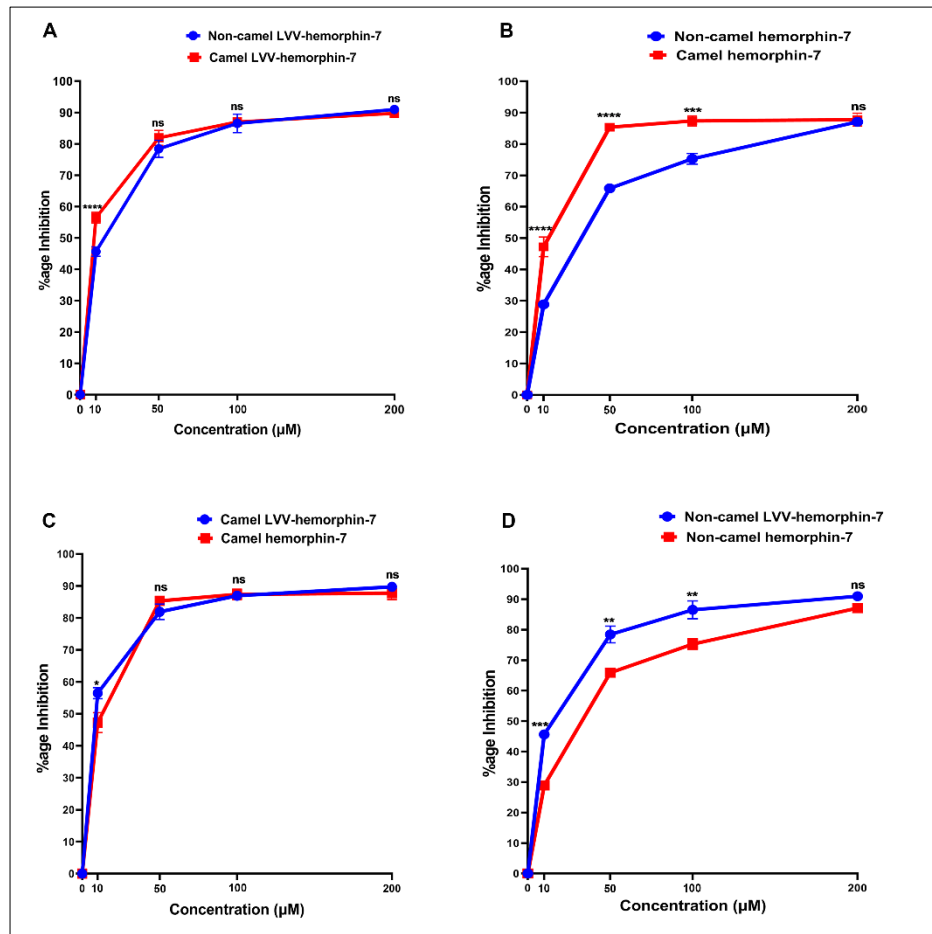 A
Non-camel LVV-hemorphin-7
Camel LVV-hemorphin-7
%age Inhibition
100
90
80
70
60
50
40
30
20
10
0
****
ns
ns
ns
0 10 50 100 200
Concentration (µM)
B
Non-camel hemorphin-7
Camel hemorphin-7
%age Inhibition
100
90
80
70
60
50
40
30
20
10
0
****
****
***
ns
0 10 50 100 200
Concentration (µM)
C
Camel LVV-hemorphin-7
Camel hemorphin-7
%age Inhibition
100
90
80
70
60
50
40
30
20
10
0
*
ns
ns
ns
0 10 50 100 200
Concentration (µM)
D
Non-camel LVV-hemorphin-7
Non-camel hemorphin-7
%age Inhibition
100
90
80
70
60
50
40
30
20
10
0
***
**
**
ns
0 10 50 100 200
Concentration (µM)